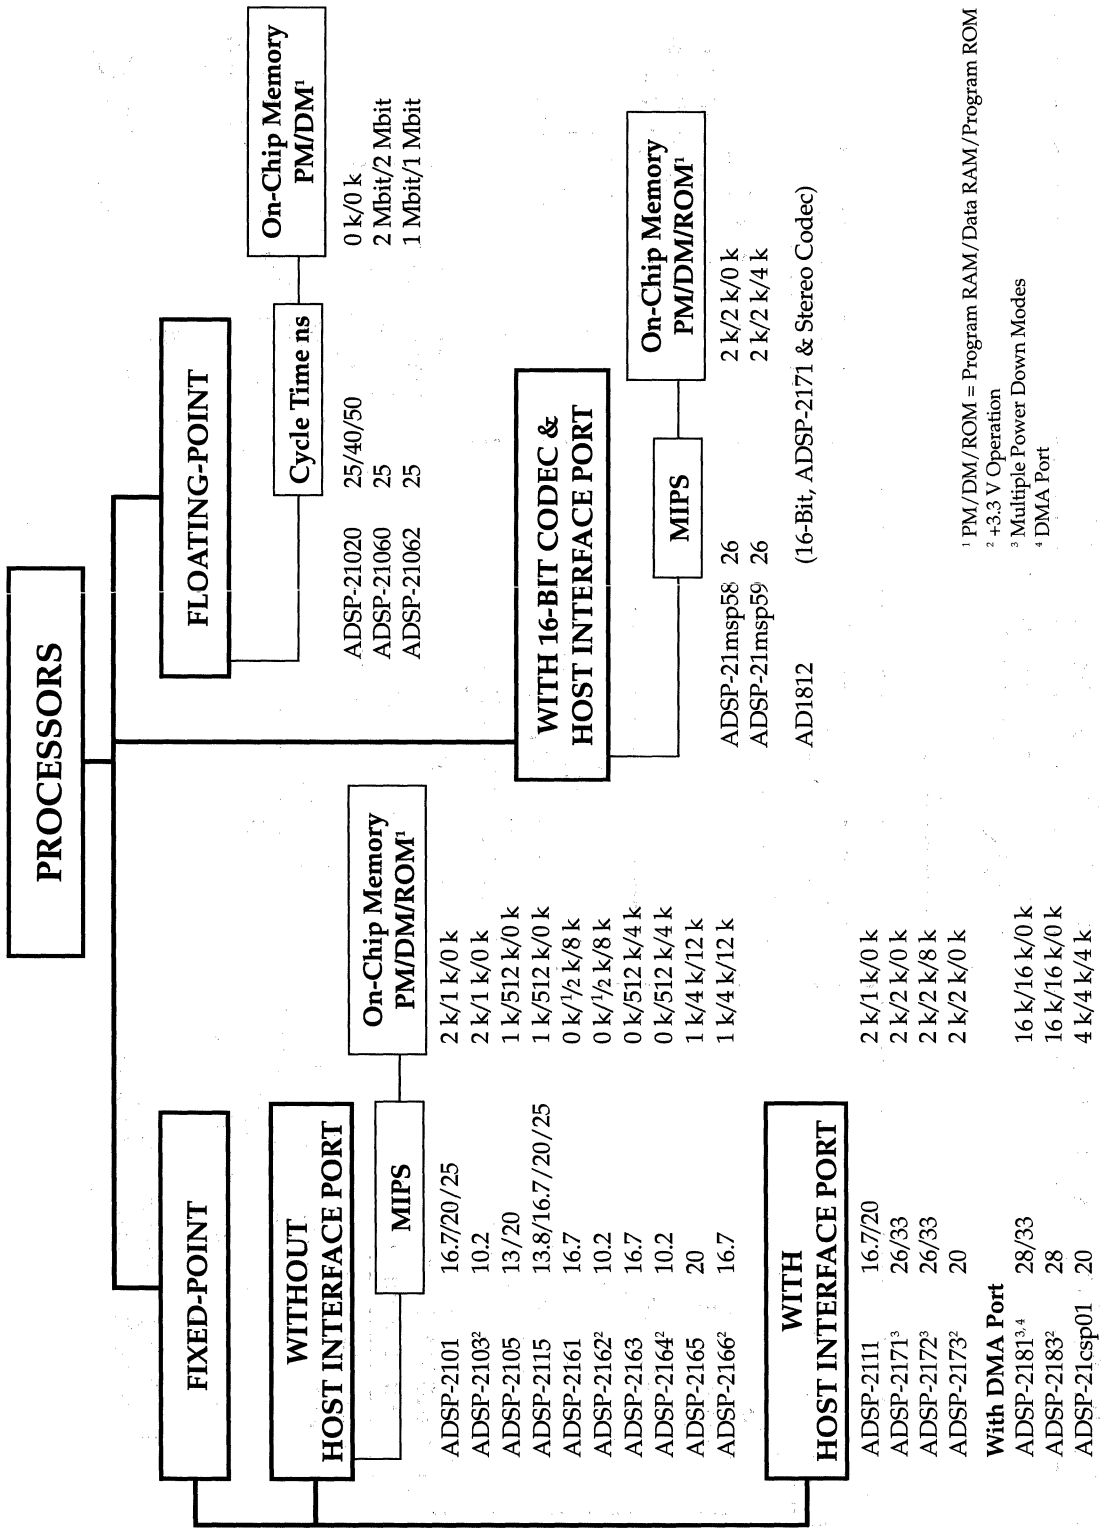 PROCESSORS
FIXED-POINT
WITHOUT
HOST INTERFACE PORT
MIPS
On-Chip Memory
PM/DM/ROM¹
ADSP-2101 16.7/20/25 2 k/1 k/0 k
ADSP-2103² 10.2 2 k/1 k/0 k
ADSP-2105 13/20 1 k/512 k/0 k
ADSP-2115 13.8/16.7/20/25 1 k/512 k/0 k
ADSP-2161 16.7 0 k/½ k/8 k
ADSP-2162² 10.2 0 k/½ k/8 k
ADSP-2163 16.7 0 k/512 k/4 k
ADSP-2164² 10.2 0 k/512 k/4 k
ADSP-2165 20 1 k/4 k/12 k
ADSP-2166² 16.7 1 k/4 k/12 k
WITH
HOST INTERFACE PORT
ADSP-2111 16.7/20 2 k/1 k/0 k
ADSP-2171³ 26/33 2 k/2 k/0 k
ADSP-2172³ 26/33 2 k/2 k/8 k
ADSP-2173² 20 2 k/2 k/0 k
With DMA Port
ADSP-2181³,⁴ 28/33 16 k/16 k/0 k
ADSP-2183² 28 16 k/16 k/0 k
ADSP-21csp01 20 4 k/4 k/4 k
FLOATING-POINT
Cycle Time ns
On-Chip Memory
PM/DM¹
ADSP-21020 25/40/50 0 k/0 k
ADSP-21060 25 2 Mbit/2 Mbit
ADSP-21062 25 1 Mbit/1 Mbit
WITH 16-BIT CODEC &
HOST INTERFACE PORT
MIPS
On-Chip Memory
PM/DM/ROM¹
ADSP-21msp58 26 2 k/2 k/0 k
ADSP-21msp59 26 2 k/2 k/4 k
AD1812 (16-Bit, ADSP-2171 & Stereo Codec)
¹ PM/DM/ROM = Program RAM/Data RAM/Program ROM
² +3.3 V Operation
³ Multiple Power Down Modes
⁴ DMA Port